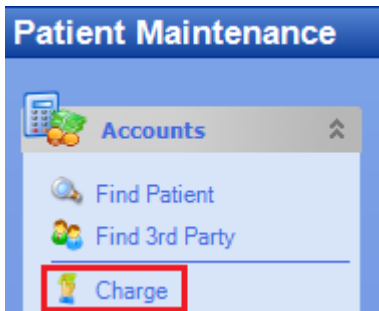 Patient Maintenance
Accounts
Find Patient
Find 3rd Party
Charge